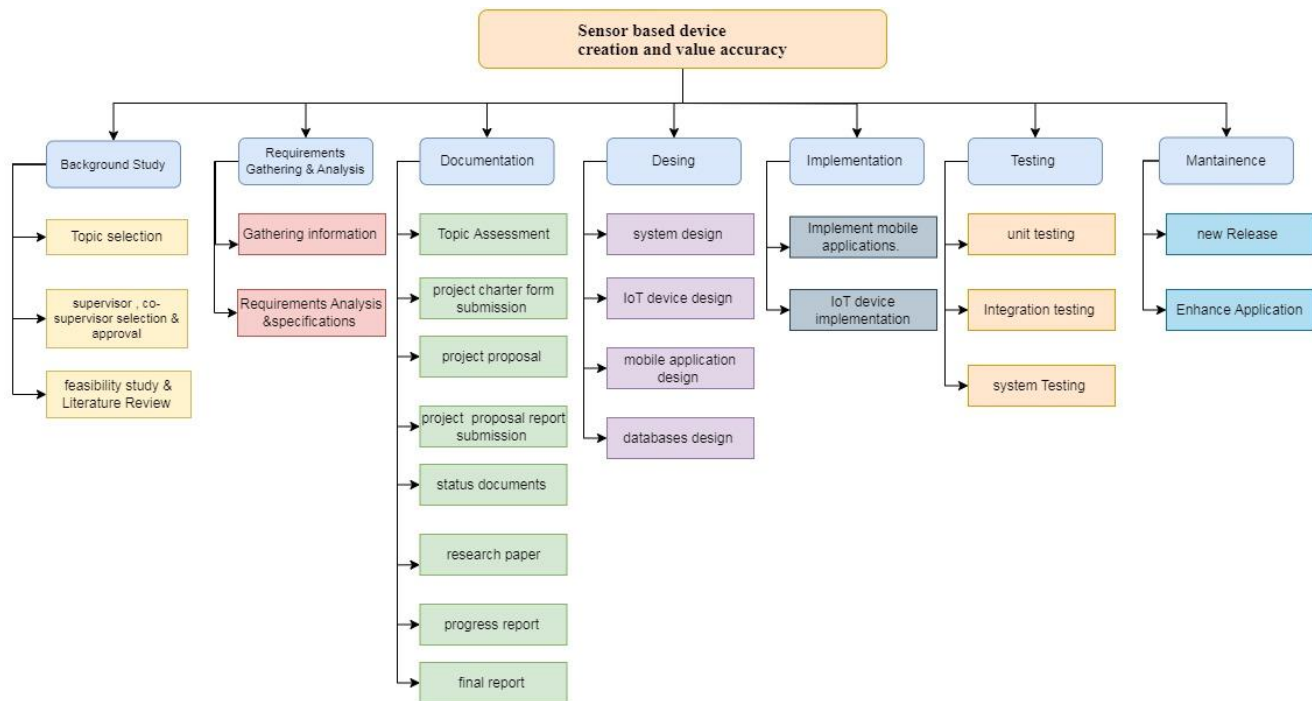 Sensor based device
creation and value accuracy
Background Study
Topic selection
supervisor , co-
supervisor selection &
approval
feasibility study &
Literature Review
Requirements
Gathering & Analysis
Gathering information
Requirements Analysis
&specifications
Documentation
Topic Assessment
project charter form
submission
project proposal
project proposal report
submission
status documents
research paper
progress report
final report
Desing
system design
IoT device design
mobile application
design
databases design
Implementation
Implement mobile
applications.
IoT device
implementation
Testing
unit testing
Integration testing
system Testing
Mantainence
new Release
Enhance Application